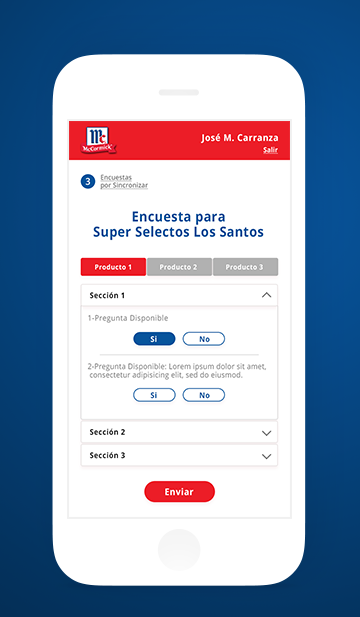 Mc
McCormick
José M. Carranza
Salir
3
Encuestas
por Sincronizar
Encuesta para
Super Selectos Los Santos
Producto 1
Producto 2
Producto 3
Sección 1
1-Pregunta Disponible
Si
No
2-Pregunta Disponible: Lorem ipsum dolor sit amet,
consectetur adipisicing elit, sed do eiusmod.
Si
No
Sección 2
Sección 3
Enviar